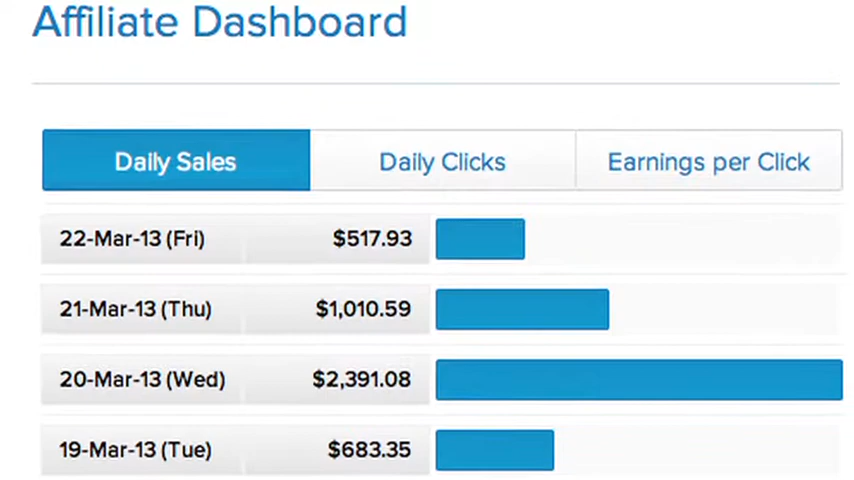 Affiliate Dashboard
Daily Sales Daily Clicks Earnings per Click
22-Mar-13 (Fri) $517.93
21-Mar-13 (Thu) $1,010.59
20-Mar-13 (Wed) $2,391.08
19-Mar-13 (Tue) $683.35